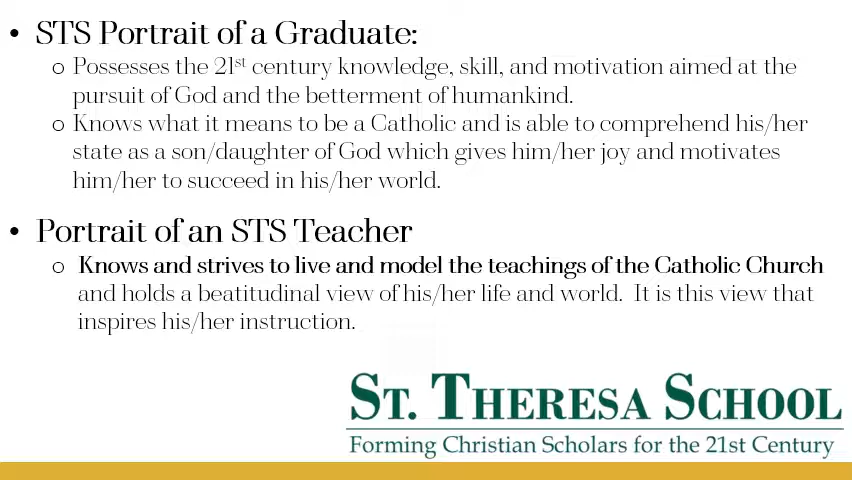 • STS Portrait of a Graduate:
o Possesses the 21st century knowledge, skill, and motivation aimed at the
pursuit of God and the betterment of humankind.
o Knows what it means to be a Catholic and is able to comprehend his/her
state as a son/daughter of God which gives him/her joy and motivates
him/her to succeed in his/her world.
• Portrait of an STS Teacher
o Knows and strives to live and model the teachings of the Catholic Church
and holds a beatitudinal view of his/her life and world. It is this view that
inspires his/her instruction.
St. Theresa School
Forming Christian Scholars for the 21st Century